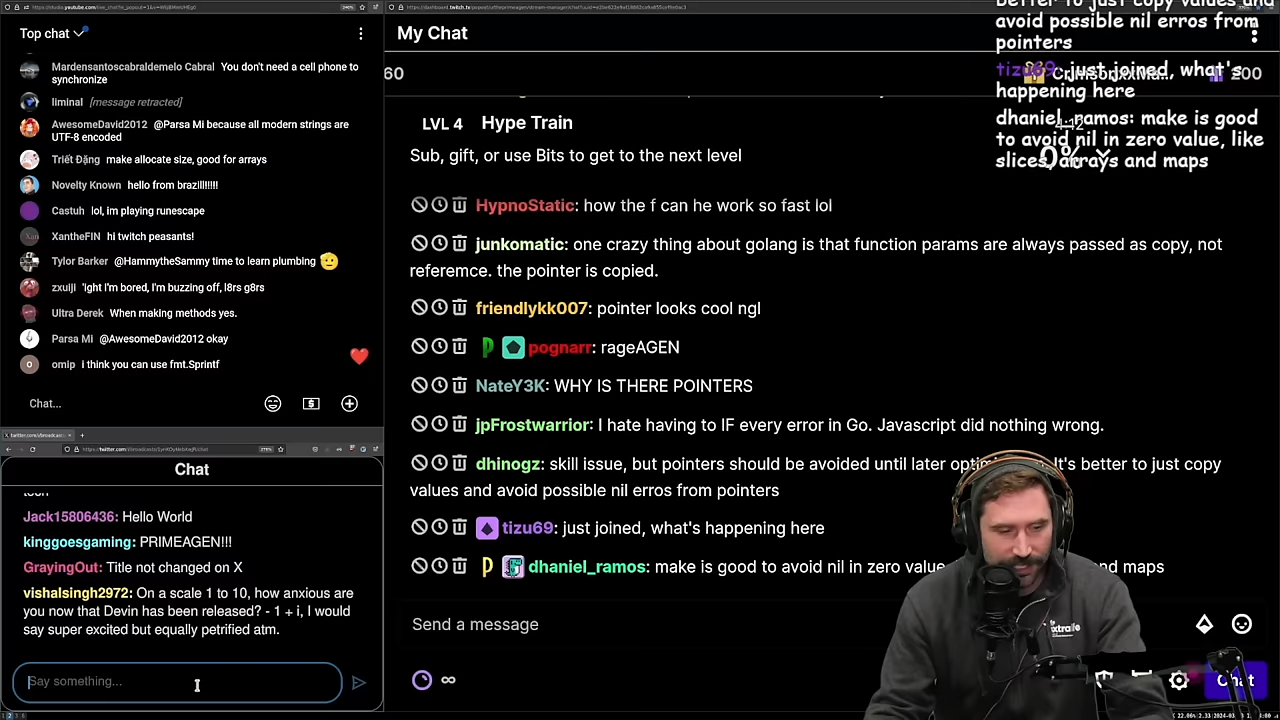 Top chat
Mardensantoscabraldemelo Cabral You don't need a cell phone to
synchronize
liminal [message retracted]
AwesomeDavid2012 @Parsa Mi because all modern strings are
UTF-8 encoded
Triết Đặng make allocate size, good for arrays
Novelty Known hello from brazil!!!!!
Castuh lol, im playing runescape
XantheFIN hi twitch peasants!
Tylor Barker @HammytheSammy time to learn plumbing
zxuiji 'Ight I'm bored, I'm buzzing off, l8rs g8rs
Ultra Derek When making methods yes.
Parsa Mi @AwesomeDavid2012 okay
omip i think you can use fmt.Sprintf
Chat...
Chat
Jack15806436: Hello World
kinggoesgaming: PRIMEAGEN!!!
GrayingOut: Title not changed on X
vishalsingh2972: On a scale 1 to 10, how anxious are
you now that Devin has been released? - 1 + i, I would
say super excited but equally petrified atm.
Say something...
My Chat
60
LVL 4 Hype Train
Sub, gift, or use Bits to get to the next level
HypnoStatic: how the f can he work so fast lol
junkomatic: one crazy thing about golang is that function params are always passed as copy, not
referemce. the pointer is copied.
friendlykk007: pointer looks cool ngl
pognarr: rageAGEN
NateY3K: WHY IS THERE POINTERS
jpFrostwarrior: I hate having to IF every error in Go. Javascript did nothing wrong.
dhinogz: skill issue, but pointers should be avoided until later It's better to just copy
values and avoid possible nil erros from pointers
tizu69: just joined, what's happening here
dhaniel_ramos: make is good to avoid nil in zero value and maps
Send a message
Chat
better to just copy values and
avoid possible nil erros from
pointers
tizu69: just joined, what's
happening here
dhaniel_ramos: make is good
to avoid nil in zero value, like
slices, arrays and maps
4:12
0%
200